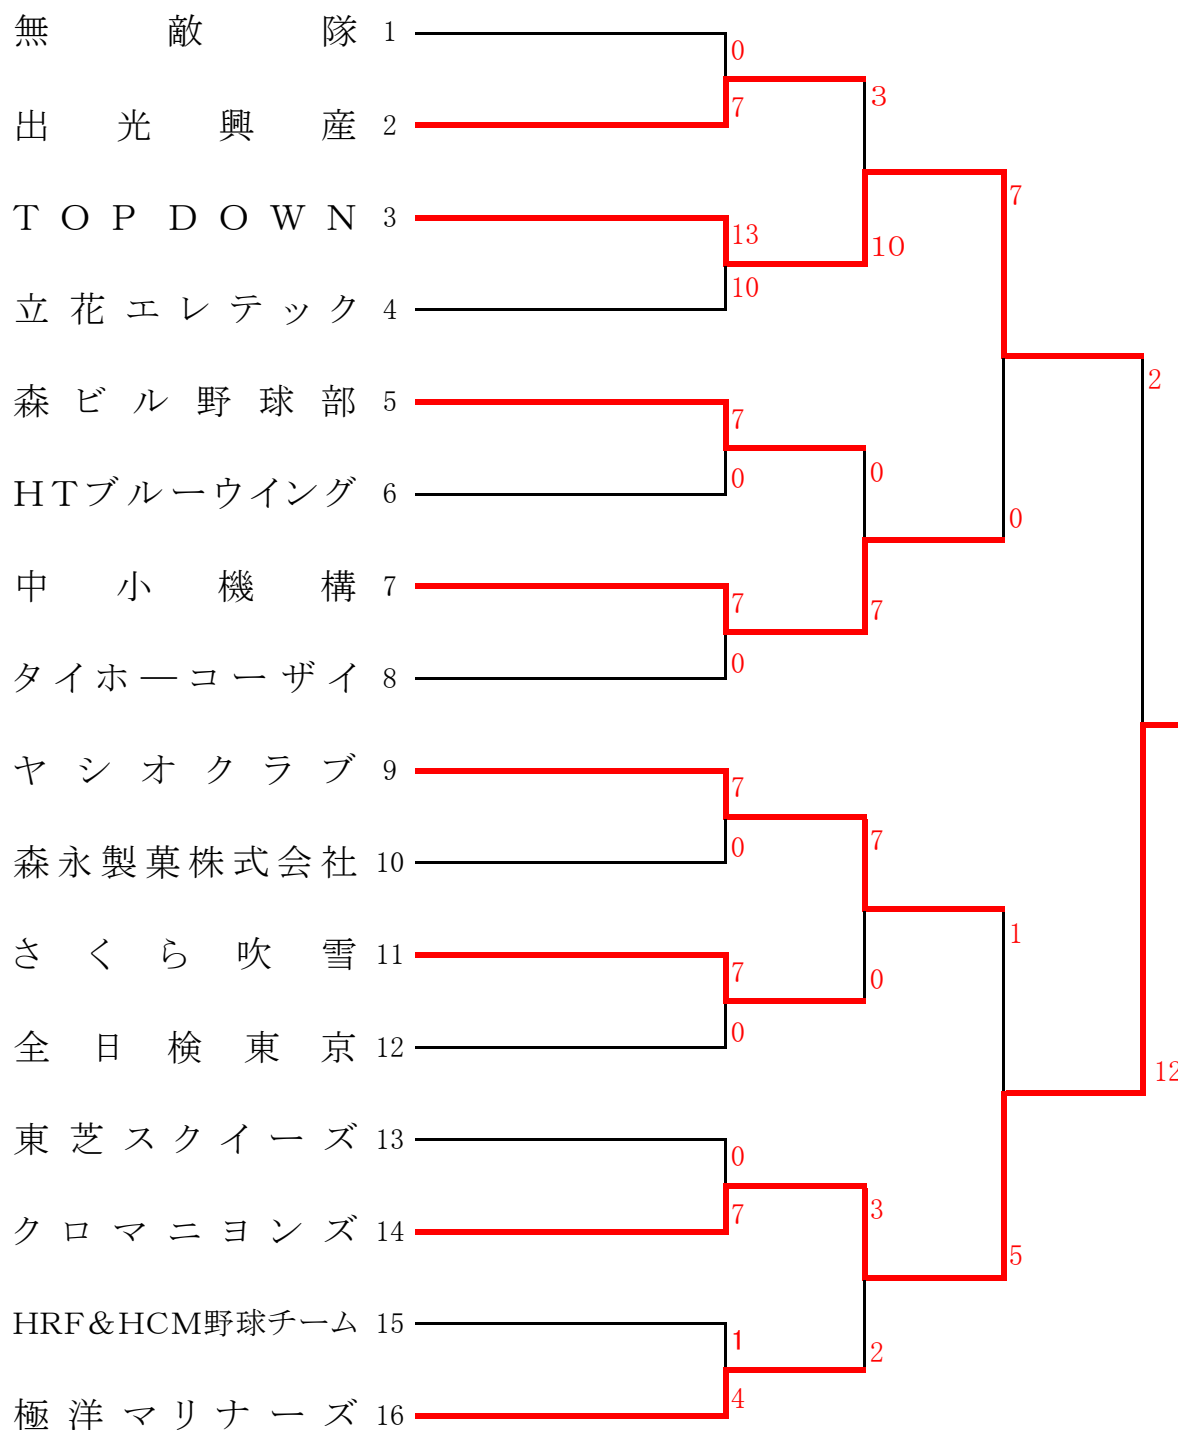 無敵隊 1
0
3
7
出光興産 2
7
TOP DOWN 3
13
10
10
立花エレテック 4
2
森ビル野球部 5
7
0
HTブルーウイング 6
0
0
中小機構 7
7
7
タイホーコーザイ 8
0
ヤシオクラブ 9
7
7
森永製菓株式会社 10
0
1
さくら吹雪 11
7
0
全日検東京 12
0
12
東芝スクイーズ 13
0
3
クロマニヨンズ 14
7
5
HRF&HCM野球チーム 15
1
2
極洋マリナーズ 16
4